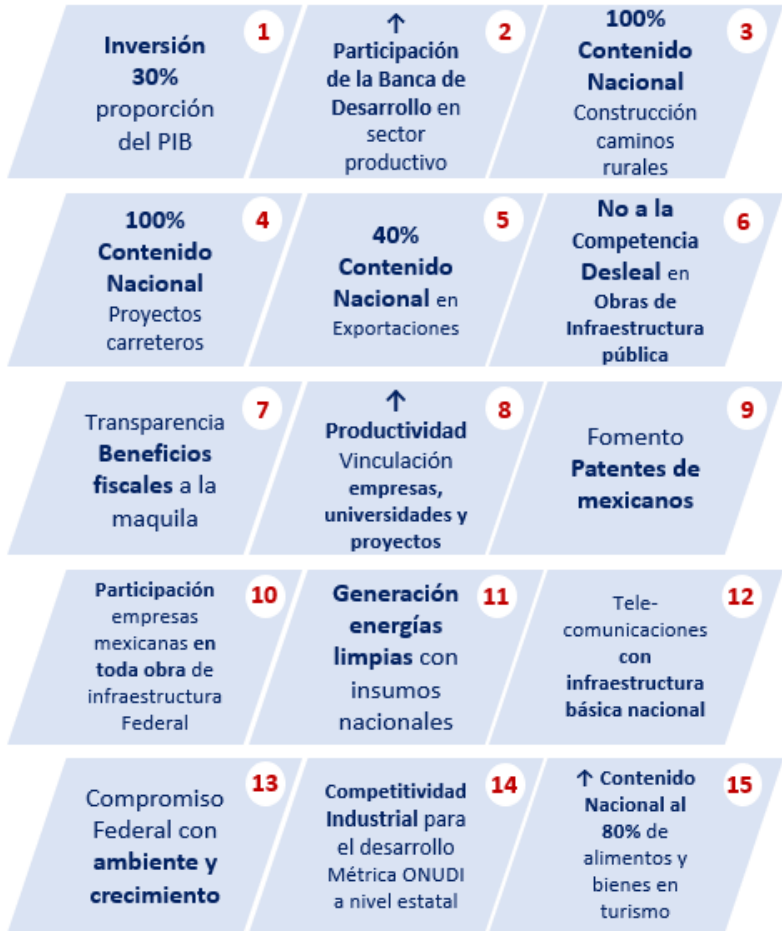 1
Inversión
30%
proporción
del PIB
2
↑
Participación
de la Banca de
Desarrollo en
sector
productivo
3
100%
Contenido
Nacional
Construcción
caminos
rurales
4
100%
Contenido
Nacional
Proyectos
carreteros
5
40%
Contenido
Nacional en
Exportaciones
6
No a la
Competencia
Desleal en
Obras de
Infraestructura
pública
7
Transparencia
Beneficios
fiscales a la
maquila
8
↑
Productividad
Vinculación
empresas,
universidades y
proyectos
9
Fomento
Patentes de
mexicanos
10
Participación
empresas
mexicanas en
toda obra de
infraestructura
Federal
11
Generación
energías
limpias con
insumos
nacionales
12
Tele-
comunicaciones
con
infraestructura
básica nacional
13
Compromiso
Federal con
ambiente y
crecimiento
14
Competitividad
Industrial para
el desarrollo
Métrica ONUDI
a nivel estatal
15
↑ Contenido
Nacional al
80% de
alimentos y
bienes en
turismo